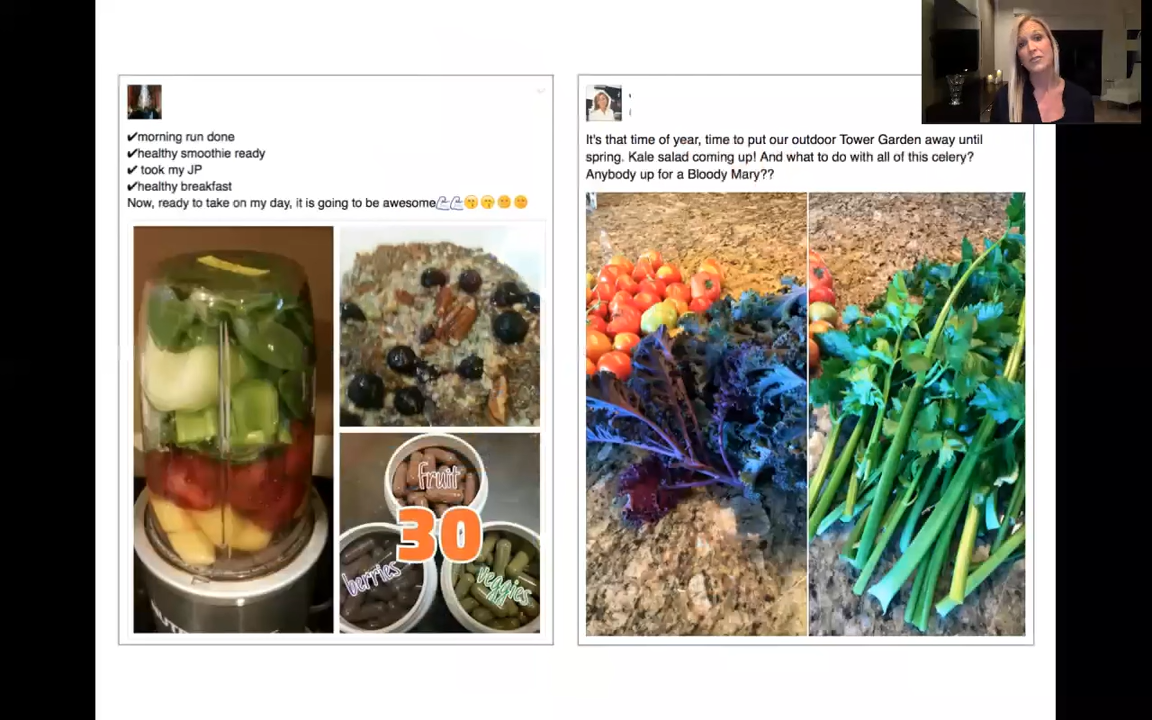 ✔morning run done
✔healthy smoothie ready
✔ took my JP
✔healthy breakfast
Now, ready to take on my day, it is going to be awesome
fruit
30
berries
veggies
It's that time of year, time to put our outdoor Tower Garden away until
spring. Kale salad coming up! And what to do with all of this celery?
Anybody up for a Bloody Mary??